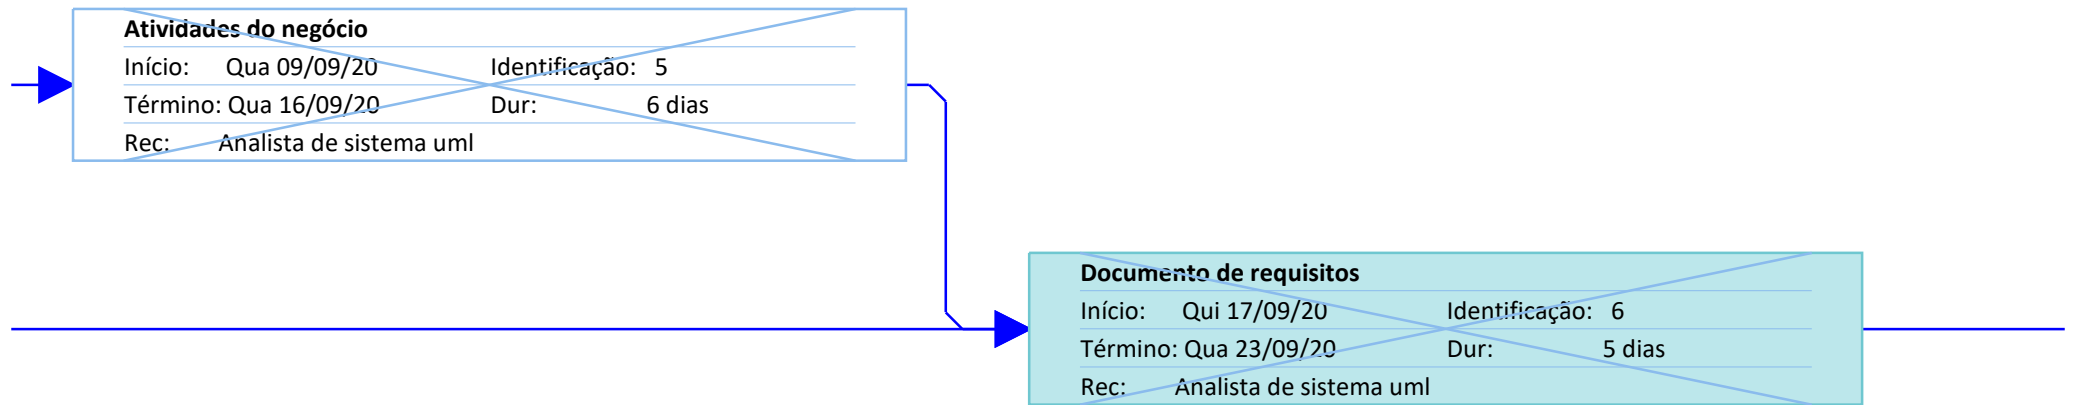 Atividades do negócio
Início: Qua 09/09/20 Identificação: 5
Término: Qua 16/09/20 Dur: 6 dias
Rec: Analista de sistema uml
Documento de requisitos
Início: Qui 17/09/20 Identificação: 6
Término: Qua 23/09/20 Dur: 5 dias
Rec: Analista de sistema uml